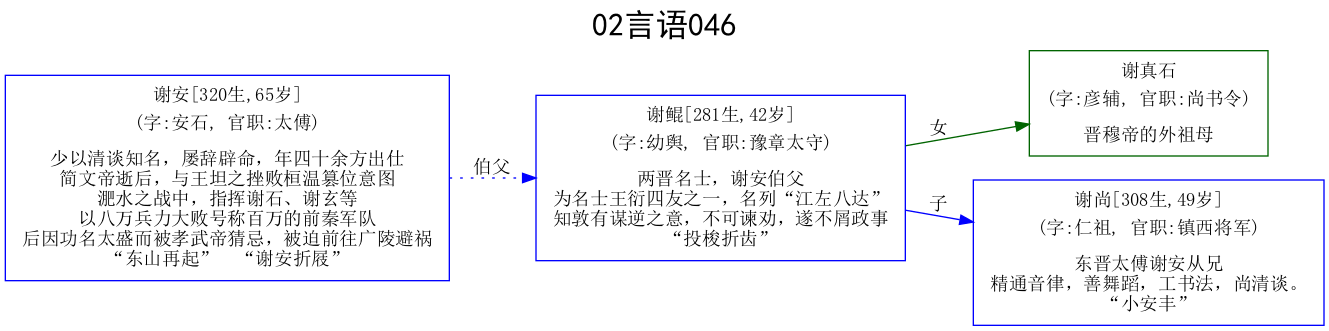 02言语046
谢安[320生,65岁]
(字:安石, 官职:太傅)
少以清谈知名，屡辞辟命，年四十余方出仕
简文帝逝后，与王坦之挫败桓温篡位意图
淝水之战中，指挥谢石、谢玄等
以八万兵力大败号称百万的前秦军队
后因功名太盛而被孝武帝猜忌，被迫前往广陵避祸
“东山再起” “谢安折屐”
伯父
谢鲲[281生,42岁]
(字:幼舆, 官职:豫章太守)
两晋名士，谢安伯父
为名士王衍四友之一，名列“江左八达”
知敦有谋逆之意，不可谏劝，遂不屑政事
“投梭折齿”
女
谢真石
(字:彦辅, 官职:尚书令)
晋穆帝的外祖母
子
谢尚[308生,49岁]
(字:仁祖, 官职:镇西将军)
东晋太傅谢安从兄
精通音律，善舞蹈，工书法，尚清谈。
“小安丰”